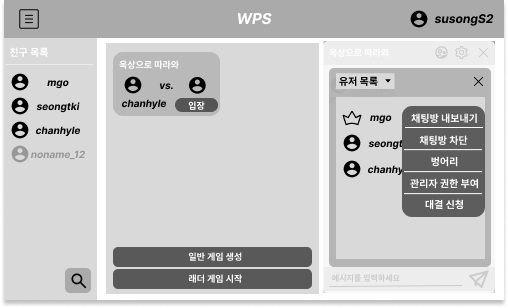 WPS
susongS2
친구 목록
mgo
seongtki
chanhyle
noname_12
옥상으로 따라와
vs.
chanhyle
입장
일반 게임 생성
래더 게임 시작
옥상으로 따라와
유저 목록
mgo
seongt
chanhy
채팅방 내보내기
채팅방 차단
벙어리
관리자 권한 부여
대결 신청
메시지를 입력하세요